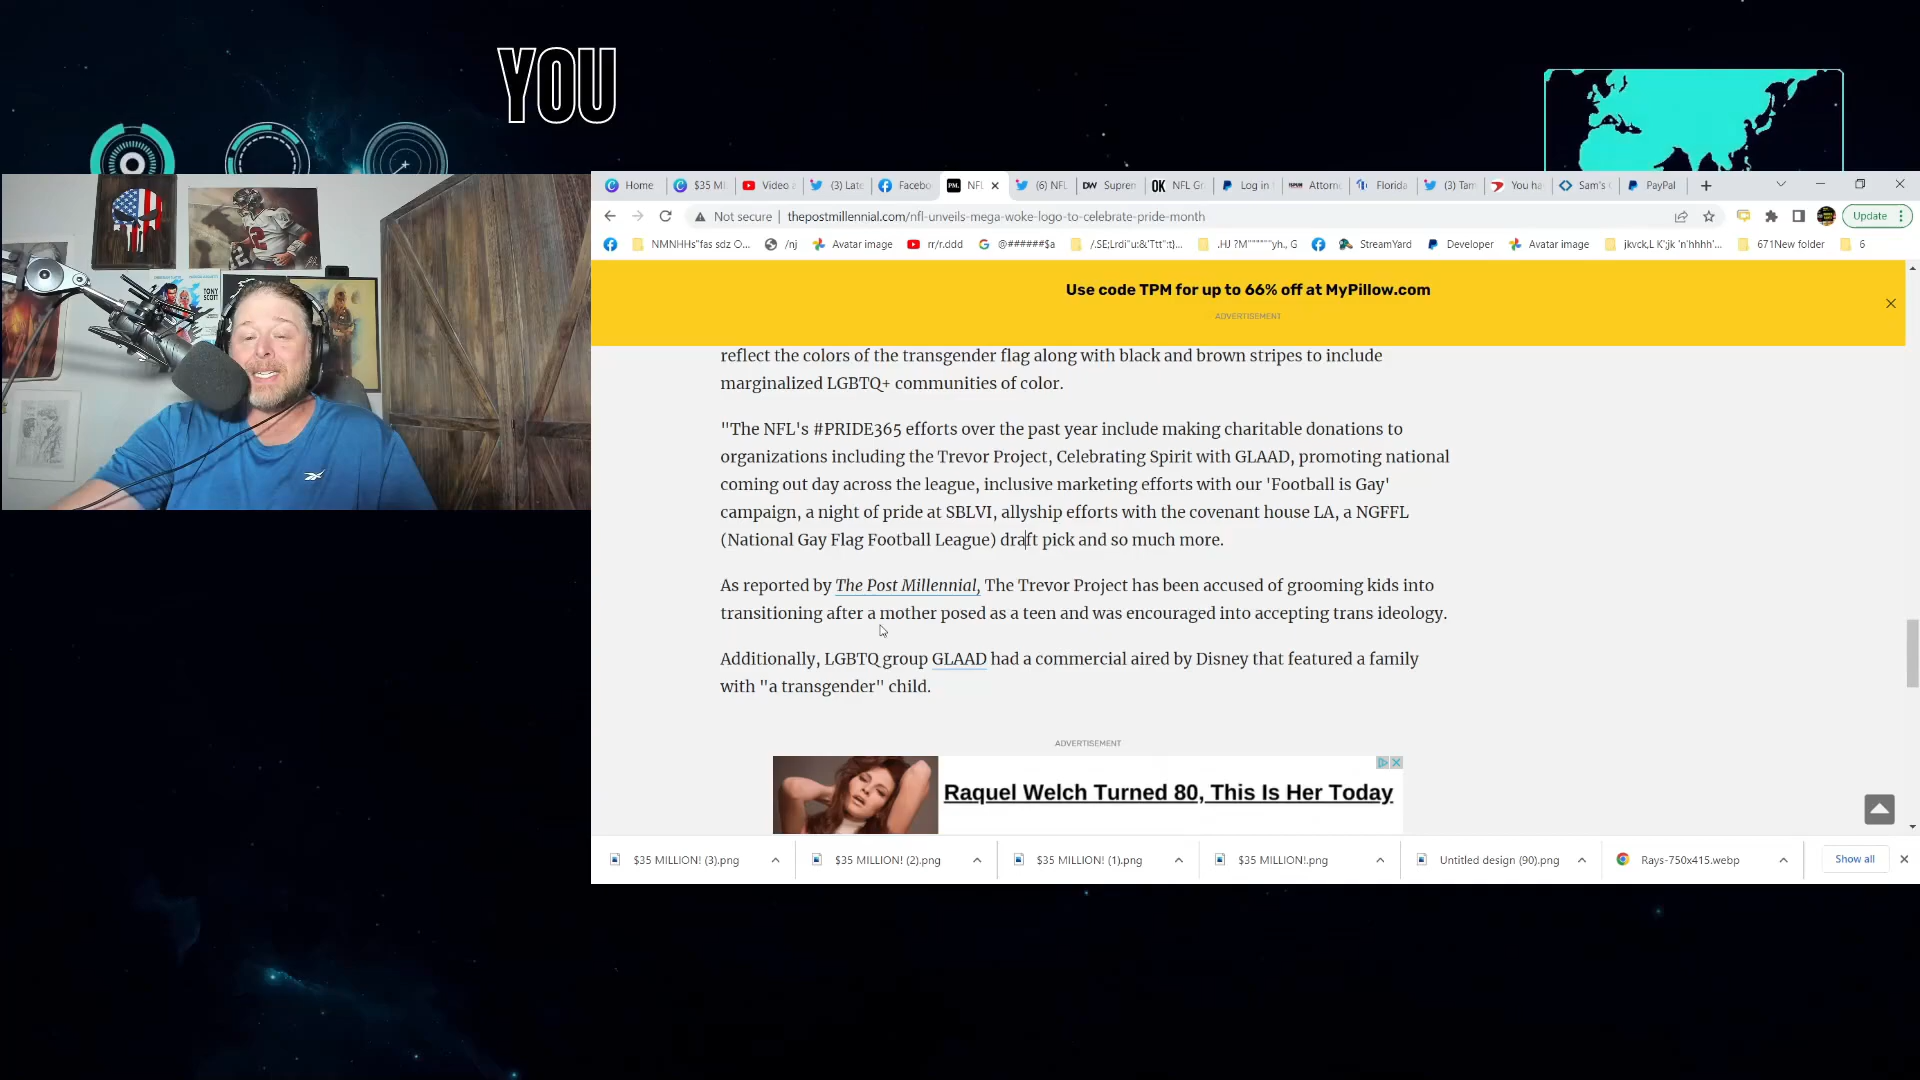 YOU
Home
$35 MI
Video a
(3) Late
Facebo
NFL
(6) NFL
DW Suprem
OK NFL Gr
Log in
Attorn
Florida
(3) Tam
You ha
Sam's
PayPal
Not secure | thepostmillennial.com/nfl-unveils-mega-woke-logo-to-celebrate-pride-month
Update
NMNHHs"fas sdz O...
/nj
Avatar image
rr/r.ddd
@######$a
/.SE;Lrdi"u:&'Ttt":t}...
.HJ ?M"""""yh., G
StreamYard
Developer
Avatar image
jkvck,L K';jk 'n'hhhh'...
671New folder
6
Use code TPM for up to 66% off at MyPillow.com
ADVERTISEMENT
reflect the colors of the transgender flag along with black and brown stripes to include
marginalized LGBTQ+ communities of color.
"The NFL's #PRIDE365 efforts over the past year include making charitable donations to
organizations including the Trevor Project, Celebrating Spirit with GLAAD, promoting national
coming out day across the league, inclusive marketing efforts with our 'Football is Gay'
campaign, a night of pride at SBLVI, allyship efforts with the covenant house LA, a NGFFL
(National Gay Flag Football League) draft pick and so much more.
As reported by The Post Millennial, The Trevor Project has been accused of grooming kids into
transitioning after a mother posed as a teen and was encouraged into accepting trans ideology.
Additionally, LGBTQ group GLAAD had a commercial aired by Disney that featured a family
with "a transgender" child.
ADVERTISEMENT
Raquel Welch Turned 80, This Is Her Today
$35 MILLION! (3).png
$35 MILLION! (2).png
$35 MILLION! (1).png
$35 MILLION!.png
Untitled design (90).png
Rays-750x415.webp
Show all
TONY
SCOTT